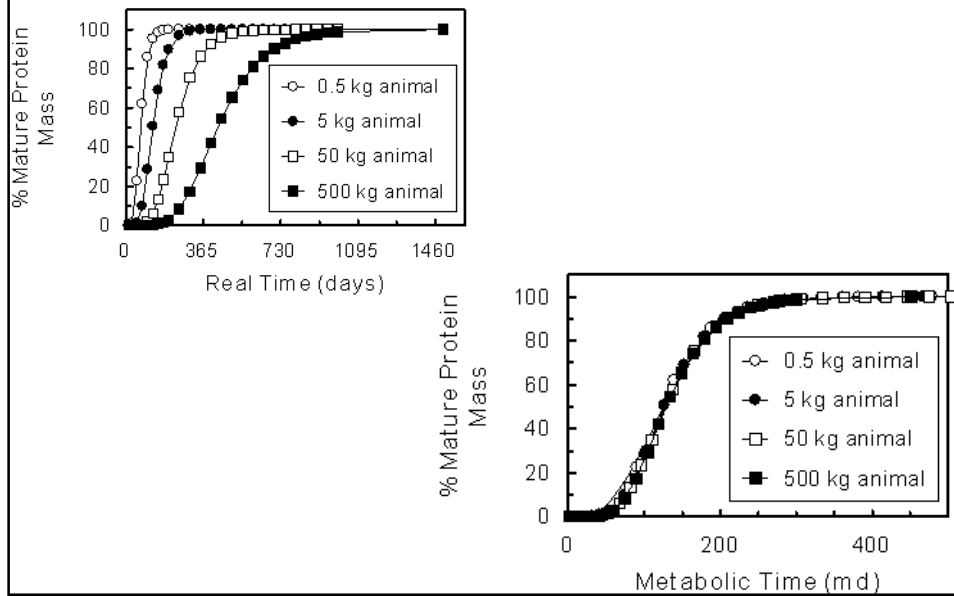 % Mature Protein
Mass
100
80
60
40
20
0
0.5 kg animal
5 kg animal
50 kg animal
500 kg animal
0 365 730 1095 1460
Real Time (days)
% Mature Protein
Mass
100
80
60
40
20
0
0.5 kg animal
5 kg animal
50 kg animal
500 kg animal
0 200 400
Metabolic Time (md)